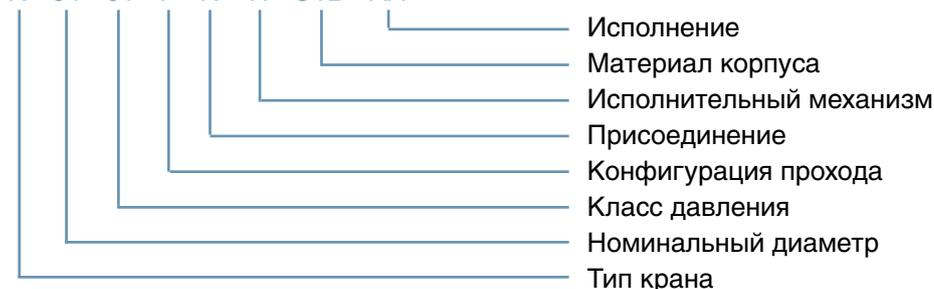 Исполнение
Материал корпуса
Исполнительный механизм
Присоединение
Конфигурация прохода
Класс давления
Номинальный диаметр
Тип крана